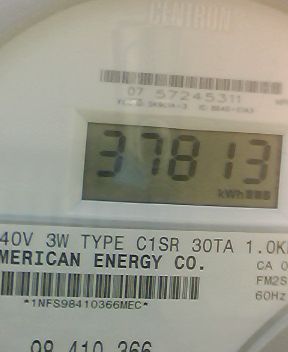 CENTRON
07 57245311
37813
kWh
40V 3W TYPE C1SR 30TA 1.0K
MERICAN ENERGY CO.
CA 0
FM2S
60Hz
*1NFS98410366MEC*
98 410 366